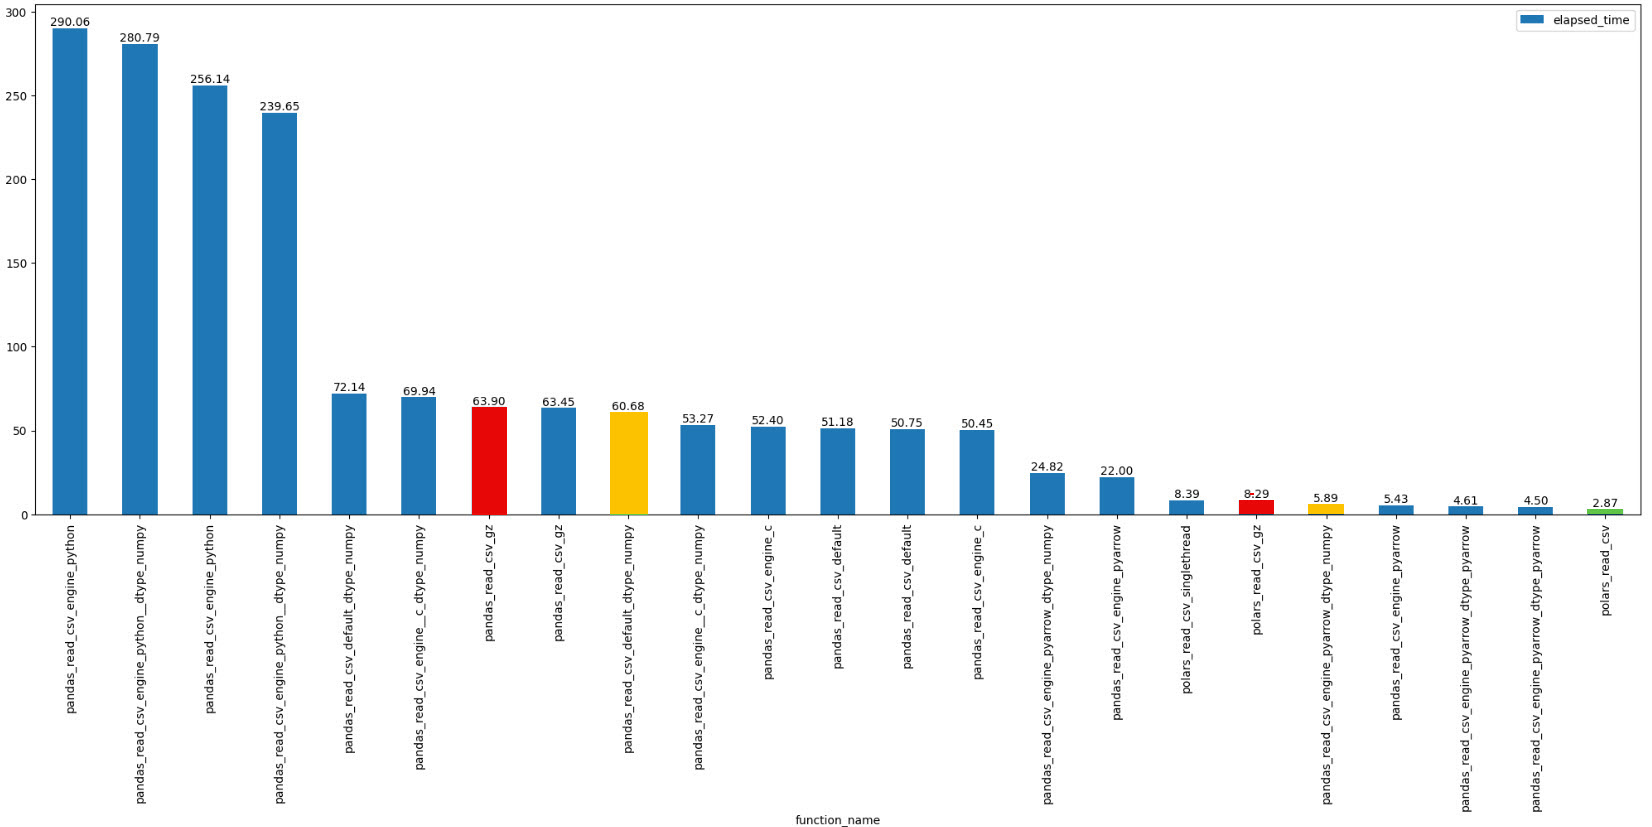 elapsed_time
300
250
200
150
100
50
0
290.06
280.79
256.14
239.65
72.14
69.94
63.90
63.45
60.68
53.27
52.40
51.18
50.75
50.45
24.82
22.00
8.39
8.29
5.89
5.43
4.61
4.50
2.87
pandas_read_csv_engine_python
pandas_read_csv_engine_python__dtype_numpy
pandas_read_csv_engine_python
pandas_read_csv_engine_python__dtype_numpy
pandas_read_csv_default_dtype_numpy
pandas_read_csv_engine__c_dtype_numpy
pandas_read_csv_gz
pandas_read_csv_gz
pandas_read_csv_default_dtype_numpy
pandas_read_csv_engine__c_dtype_numpy
pandas_read_csv_engine_c
pandas_read_csv_default
pandas_read_csv_default
pandas_read_csv_engine_c
pandas_read_csv_engine_pyarrow_dtype_numpy
pandas_read_csv_engine_pyarrow
polars_read_csv_singlethread
polars_read_csv_gz
pandas_read_csv_engine_pyarrow_dtype_numpy
pandas_read_csv_engine_pyarrow
pandas_read_csv_engine_pyarrow_dtype_pyarrow
pandas_read_csv_engine_pyarrow_dtype_pyarrow
polars_read_csv
function_name